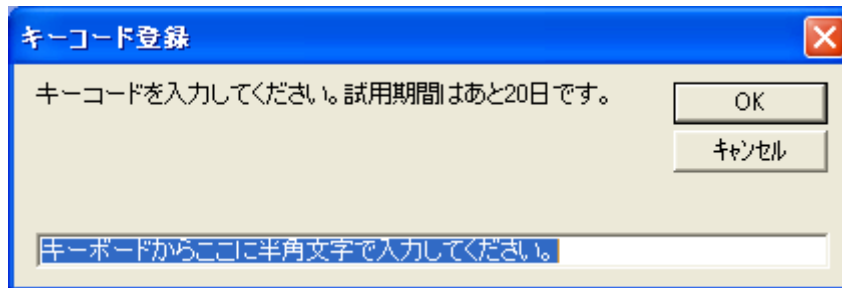 キーコード登録
キーコードを入力してください。試用期間はあと20日です。
OK
キャンセル
キーボードからここに半角文字で入力してください。